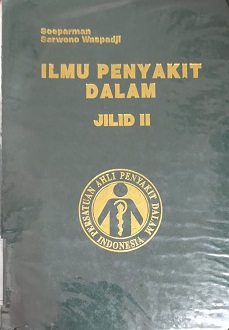 Soeparman
Sarwono Waspadji
ILMU PENYAKIT
DALAM
JILID II
PERSATUAN AHLI PENYAKIT DALAM
INDONESIA